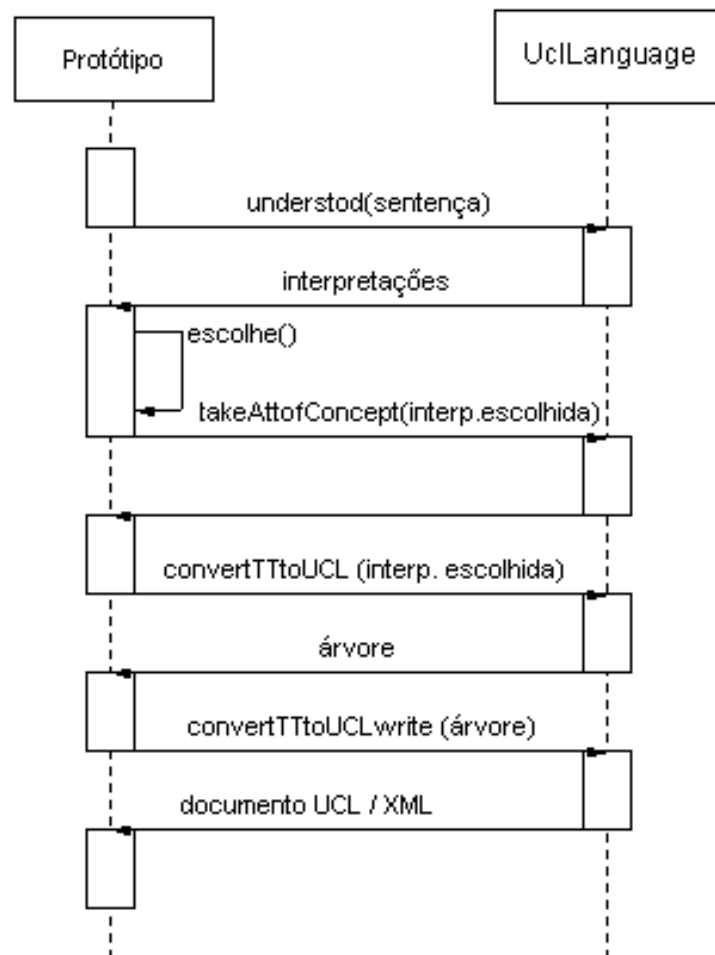 Protótipo
UclLanguage
understod(sentença)
interpretações
escolhe()
takeAttofConcept(interp.escolhida)
convertTTtoUCL (interp. escolhida)
árvore
convertTTtoUCLwrite (árvore)
documento UCL / XML